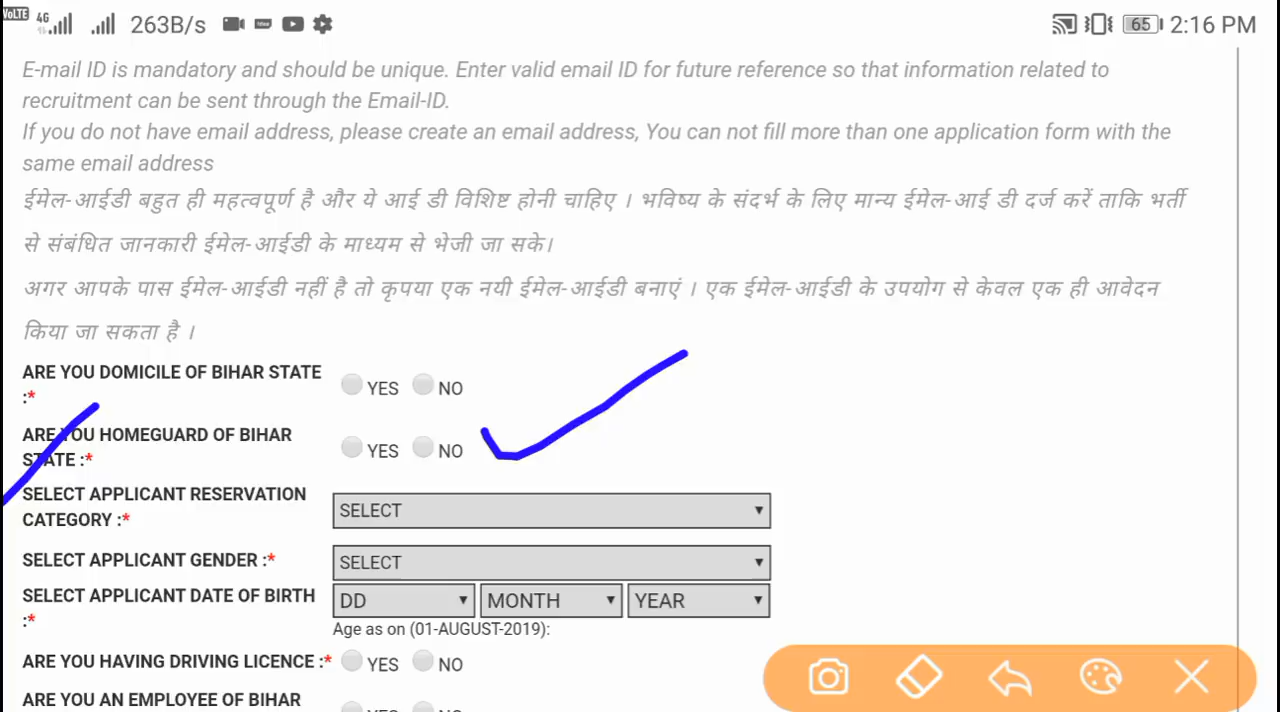 VoLTE 4G 263B/s 65 2:16 PM
E-mail ID is mandatory and should be unique. Enter valid email ID for future reference so that information related to
recruitment can be sent through the Email-ID.
If you do not have email address, please create an email address, You can not fill more than one application form with the
same email address
ईमेल-आईडी बहुत ही महत्वपूर्ण है और ये आई डी विशिष्ट होनी चाहिए । भविष्य के संदर्भ के लिए मान्य ईमेल-आई डी दर्ज करें ताकि भर्ती
से संबंधित जानकारी ईमेल-आईडी के माध्यम से भेजी जा सके।
अगर आपके पास ईमेल-आईडी नहीं है तो कृपया एक नयी ईमेल-आईडी बनाएं । एक ईमेल-आईडी के उपयोग से केवल एक ही आवेदन
किया जा सकता है ।
ARE YOU DOMICILE OF BIHAR STATE
:* YES NO
ARE YOU HOMEGUARD OF BIHAR
STATE :* YES NO
SELECT APPLICANT RESERVATION
CATEGORY :* SELECT
SELECT APPLICANT GENDER :* SELECT
SELECT APPLICANT DATE OF BIRTH
:* DD MONTH YEAR
Age as on (01-AUGUST-2019):
ARE YOU HAVING DRIVING LICENCE :* YES NO
ARE YOU AN EMPLOYEE OF BIHAR
YES NO